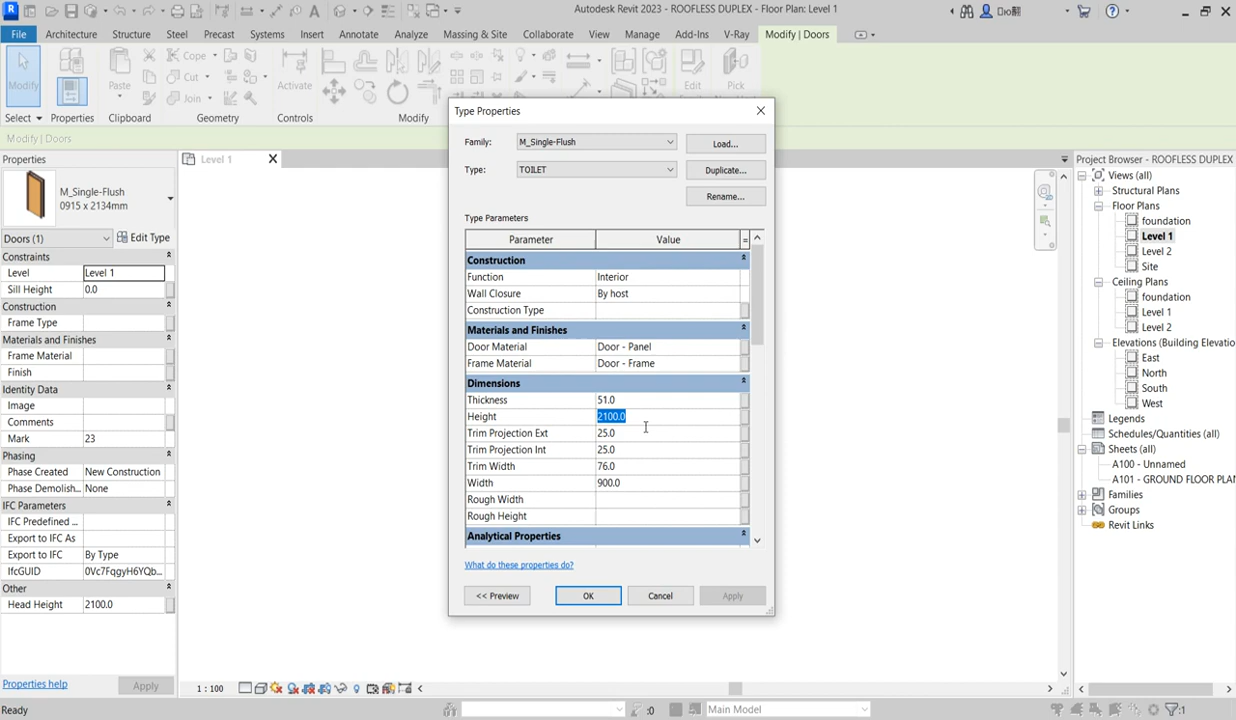 Autodesk Revit 2023 - ROOFLESS DUPLEX - Floor Plan: Level 1
File Architecture Structure Steel Precast Systems Insert Annotate Analyze Massing & Site Collaborate View Manage Add-Ins V-Ray Modify | Doors
Modify
Paste
Cope
Cut
Join
Activate
Edit
Pick
Select Properties Clipboard Geometry Controls Modify
Modify | Doors
Properties
M_Single-Flush
0915 x 2134mm
Doors (1) Edit Type
Constraints
Level Level 1
Sill Height 0.0
Construction
Frame Type
Materials and Finishes
Frame Material
Finish
Identity Data
Image
Comments
Mark 23
Phasing
Phase Created New Construction
Phase Demolish... None
IFC Parameters
IFC Predefined ...
Export to IFC As
Export to IFC By Type
IfcGUID 0Vc7FqgyH6YQb...
Other
Head Height 2100.0
Properties help Apply
Level 1
Type Properties
Family: M_Single-Flush Load...
Type: TOILET Duplicate...
Rename...
Type Parameters
Parameter Value =
Construction
Function Interior
Wall Closure By host
Construction Type
Materials and Finishes
Door Material Door - Panel
Frame Material Door - Frame
Dimensions
Thickness 51.0
Height 2100.0
Trim Projection Ext 25.0
Trim Projection Int 25.0
Trim Width 76.0
Width 900.0
Rough Width
Rough Height
Analytical Properties
What do these properties do?
<< Preview OK Cancel Apply
Project Browser - ROOFLESS DUPLEX
Views (all)
Structural Plans
Floor Plans
foundation
Level 1
Level 2
Site
Ceiling Plans
foundation
Level 1
Level 2
Elevations (Building Elevatio
East
North
South
West
Legends
Schedules/Quantities (all)
Sheets (all)
A100 - Unnamed
A101 - GROUND FLOOR PLAN
Families
Groups
Revit Links
1 : 100
Ready
:0
Main Model
:1